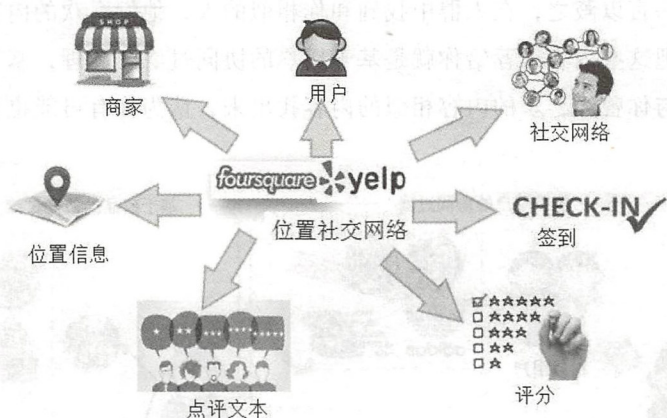 SHOP
商家
用户
社交网络
foursquare
yelp
位置社交网络
位置信息
CHECK-IN
签到
点评文本
评分